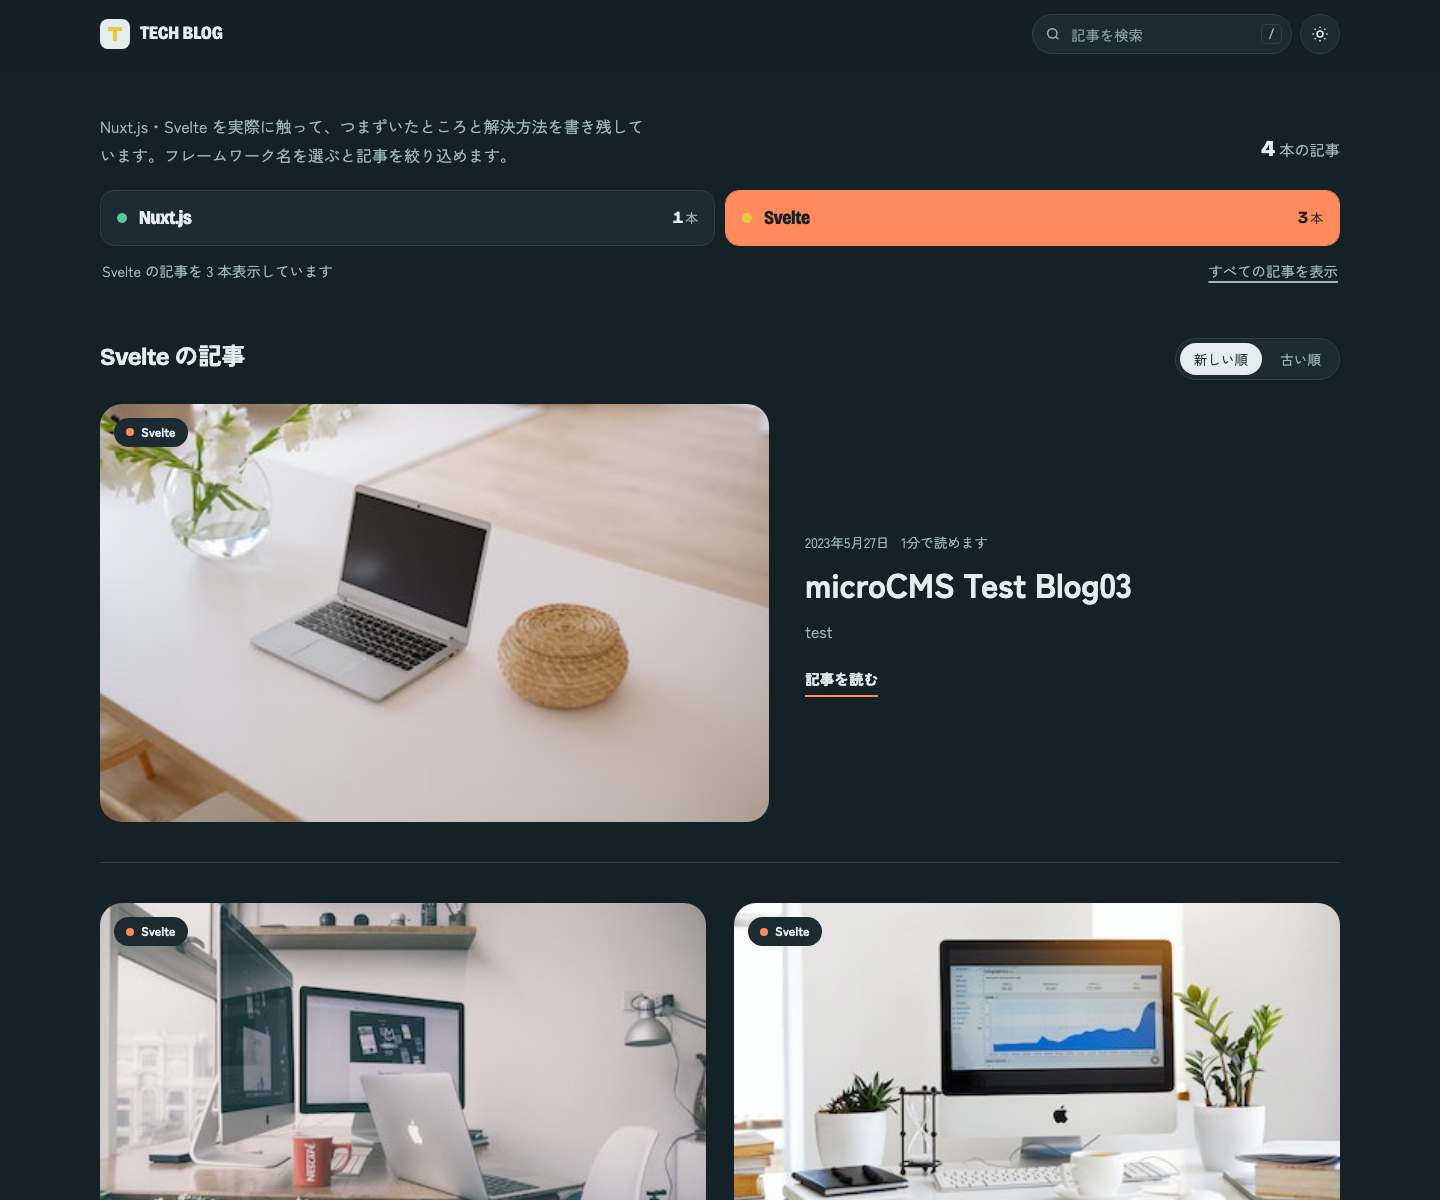 T TECH BLOG
記事を検索 /
Nuxt.js・Svelte を実際に触って、つまずいたところと解決方法を書き残して
います。フレームワーク名を選ぶと記事を絞り込めます。
4 本の記事
Nuxt.js 1本
Svelte 3本
Svelte の記事を 3 本表示しています
すべての記事を表示
Svelte の記事
新しい順 古い順
Svelte
2023年5月27日 1分で読めます
microCMS Test Blog03
test
記事を読む
Svelte
NESCAFÉ
Svelte